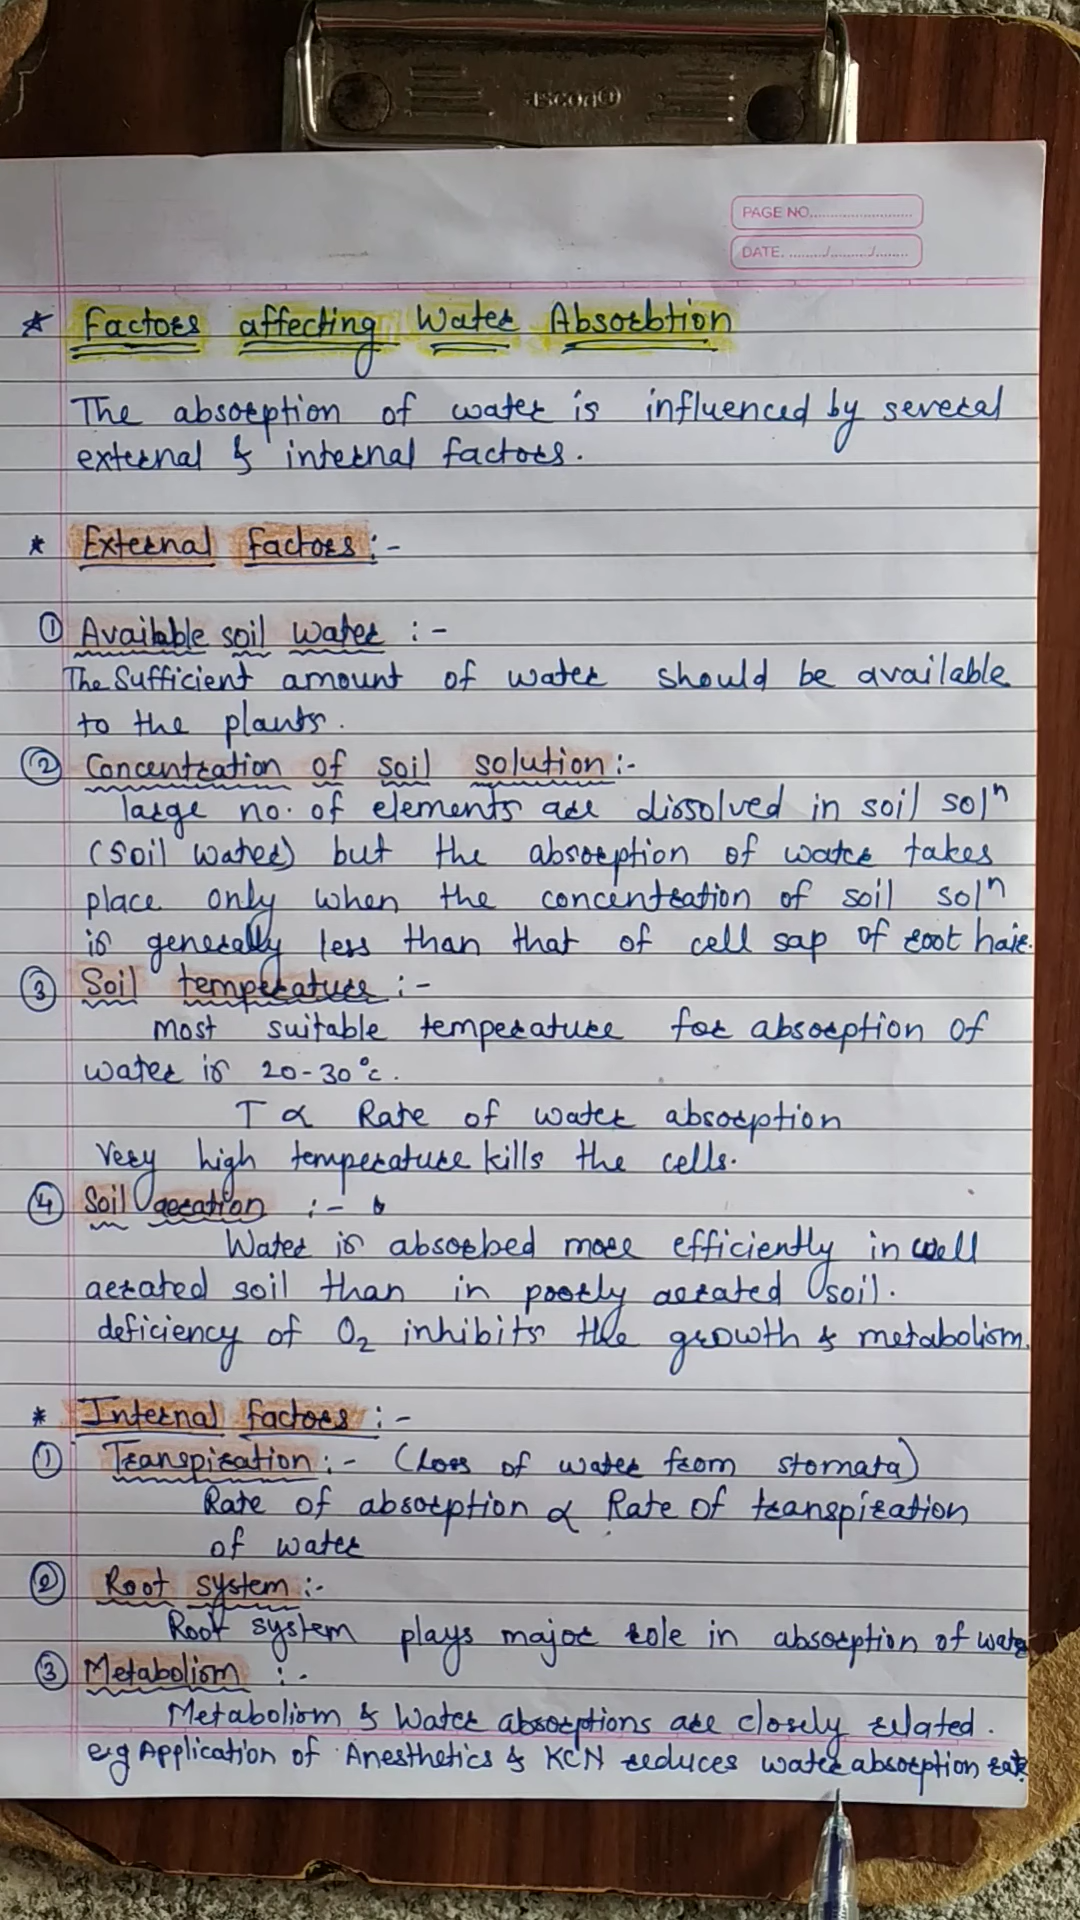 ascon®
PAGE NO.........................
DATE. ........./........../........
* Factors affecting Water Absorbtion
The absorption of water is influenced by several
external & internal factors.
* External factors :-
① Available soil water :-
The Sufficient amount of water should be available
to the plants.
② Concentration of soil solution :-
large no. of elements are dissolved in soil solⁿ
(soil water) but the absorption of water takes
place only when the concentration of soil solⁿ
is generally less than that of cell sap of root hair.
③ Soil temperature :-
most suitable temperature for absorption of
water is 20-30°c.
T α Rate of water absorption
Very high temperature kills the cells.
④ Soil aeration :-
Water is absorbed more efficiently in well
aerated soil than in poorly aerated soil.
deficiency of O₂ inhibits the growth & metabolism.
* Internal factors :-
① Transpiration :- (Loss of water from stomata)
Rate of absorption α Rate of transpiration
of water
② Root system :-
Root system plays major role in absorption of water
③ Metabolism :-
Metabolism & Water absorptions are closely related.
e.g Application of Anesthetics & KCN reduces water absorption rate